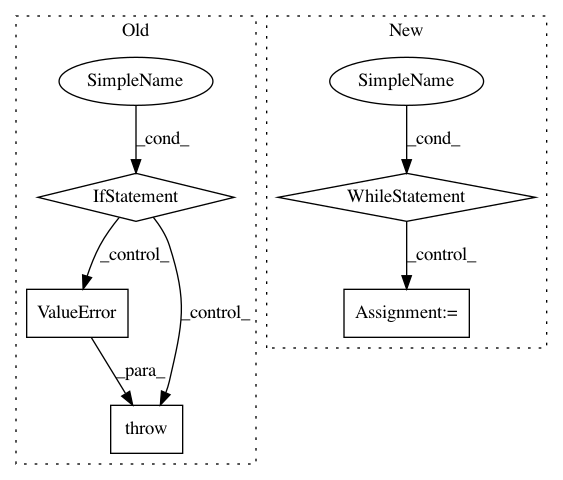 Old
New
SimpleName
SimpleName
_cond_
_cond_
IfStatement
WhileStatement
_control_
_control_
_control_
ValueError
Assignment:=
_para_
throw